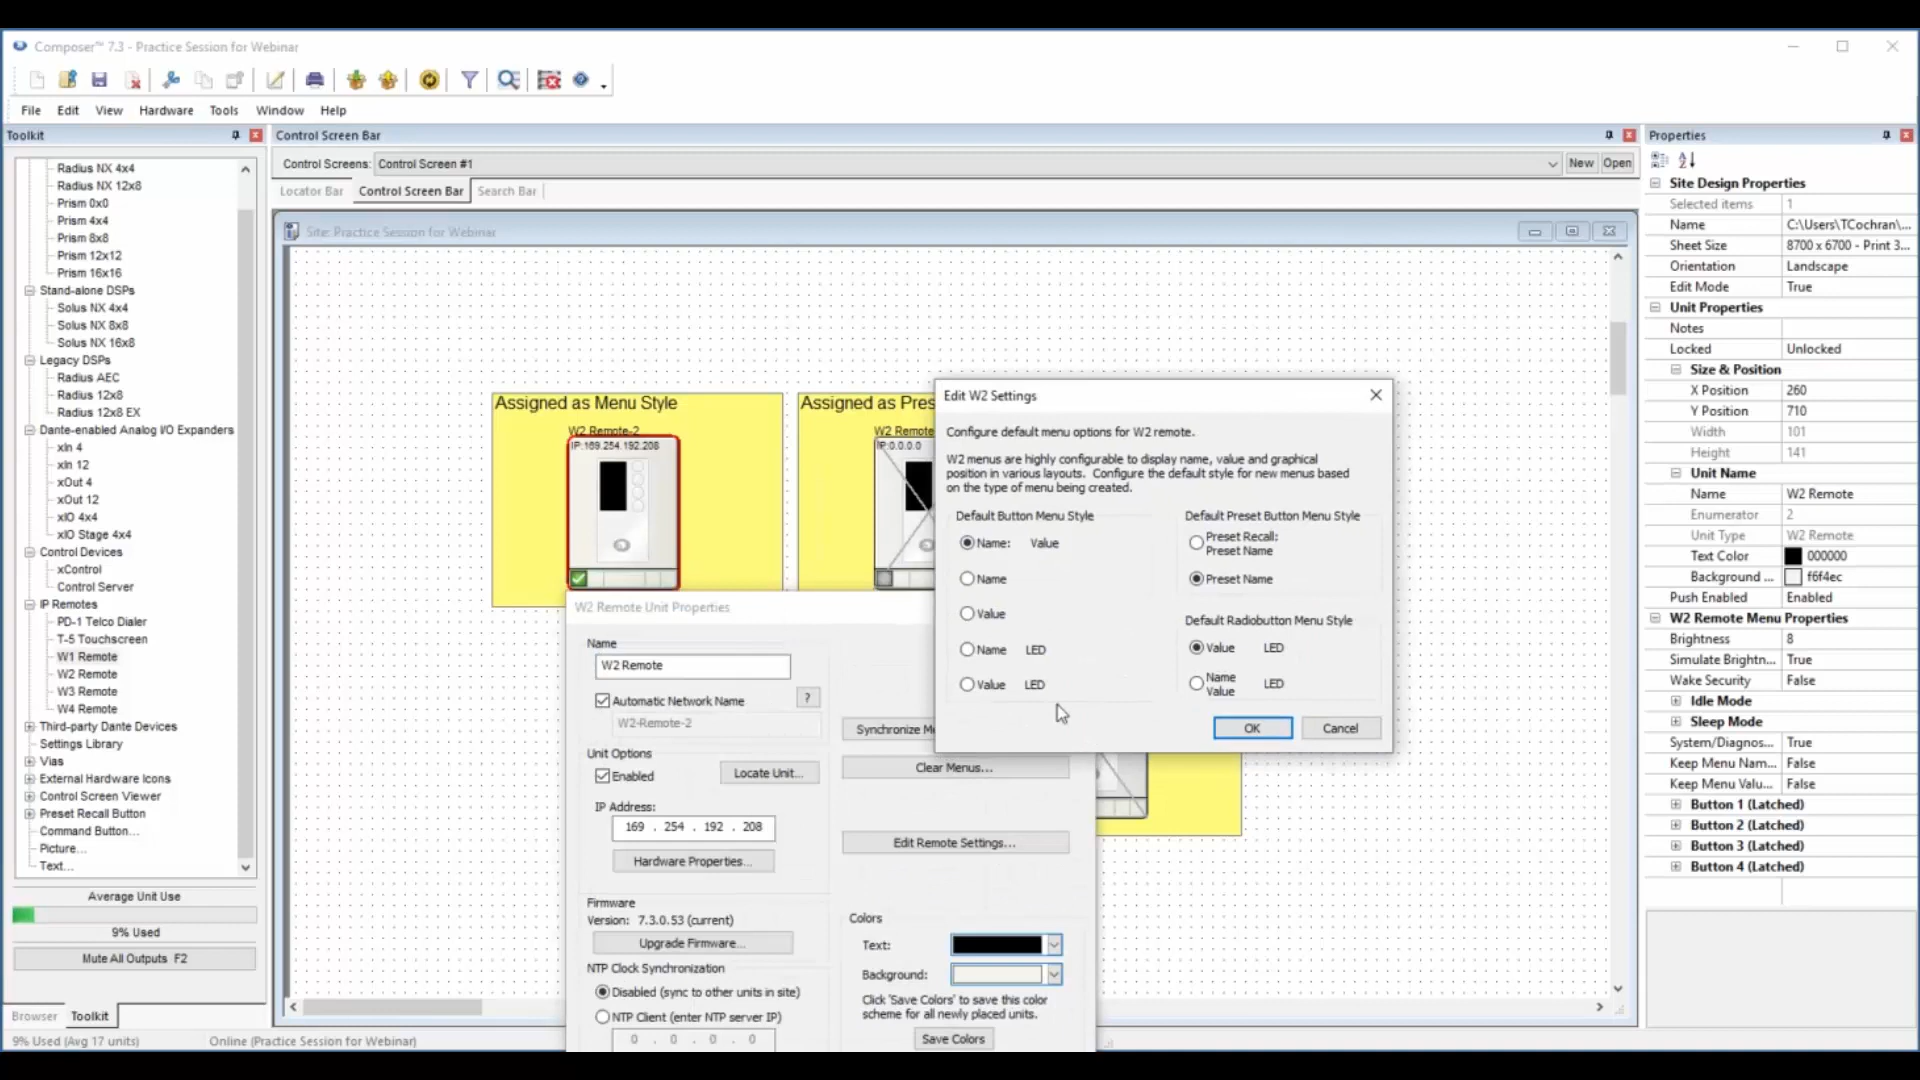 Composer™ 7.3 - Practice Session for Webinar
File Edit View Hardware Tools Window Help
Toolkit
Radius NX 4x4
Radius NX 12x8
Prism 0x0
Prism 4x4
Prism 8x8
Prism 12x12
Prism 16x16
Stand-alone DSPs
Solus NX 4x4
Solus NX 8x8
Solus NX 16x8
Legacy DSPs
Radius AEC
Radius 12x8
Radius 12x8 EX
Dante-enabled Analog I/O Expanders
xIn 4
xIn 12
xOut 4
xOut 12
xIO 4x4
xIO Stage 4x4
Control Devices
xControl
Control Server
IP Remotes
PD-1 Telco Dialer
T-5 Touchscreen
W1 Remote
W2 Remote
W3 Remote
W4 Remote
Third-party Dante Devices
Settings Library
Vias
External Hardware Icons
Control Screen Viewer
Preset Recall Button
Command Button...
Picture...
Text...
Average Unit Use
9% Used
Mute All Outputs F2
Browser Toolkit
9% Used (Avg 17 units) Online (Practice Session for Webinar)
Control Screen Bar
Control Screens: Control Screen #1 New Open
Locator Bar Control Screen Bar Search Bar
Site: Practice Session for Webinar
Assigned as Menu Style
W2 Remote-2
IP:169.254.192.208
Assigned as Pres
W2 Remote
IP:0.0.0.0
W2 Remote Unit Properties
Name
W2 Remote
Automatic Network Name ?
W2-Remote-2
Unit Options
Enabled Locate Unit...
IP Address:
169 . 254 . 192 . 208
Hardware Properties...
Firmware
Version: 7.3.0.53 (current)
Upgrade Firmware...
NTP Clock Synchronization
Disabled (sync to other units in site)
NTP Client (enter NTP server IP)
0 . 0 . 0 . 0
Synchronize M
Clear Menus...
Edit Remote Settings...
Colors
Text:
Background:
Click 'Save Colors' to save this color
scheme for all newly placed units.
Save Colors
Edit W2 Settings
Configure default menu options for W2 remote.
W2 menus are highly configurable to display name, value and graphical
position in various layouts. Configure the default style for new menus based
on the type of menu being created.
Default Button Menu Style
Name: Value
Name
Value
Name LED
Value LED
Default Preset Button Menu Style
Preset Recall:
Preset Name
Preset Name
Default Radiobutton Menu Style
Value LED
Name
Value LED
OK Cancel
Properties
Site Design Properties
Selected items 1
Name C:\Users\TCochran\...
Sheet Size 8700 x 6700 - Print 3...
Orientation Landscape
Edit Mode True
Unit Properties
Notes
Locked Unlocked
Size & Position
X Position 260
Y Position 710
Width 101
Height 141
Unit Name
Name W2 Remote
Enumerator 2
Unit Type W2 Remote
Text Color 000000
Background ... f6f4ec
Push Enabled Enabled
W2 Remote Menu Properties
Brightness 8
Simulate Brightn... True
Wake Security False
Idle Mode
Sleep Mode
System/Diagnos... True
Keep Menu Nam... False
Keep Menu Valu... False
Button 1 (Latched)
Button 2 (Latched)
Button 3 (Latched)
Button 4 (Latched)